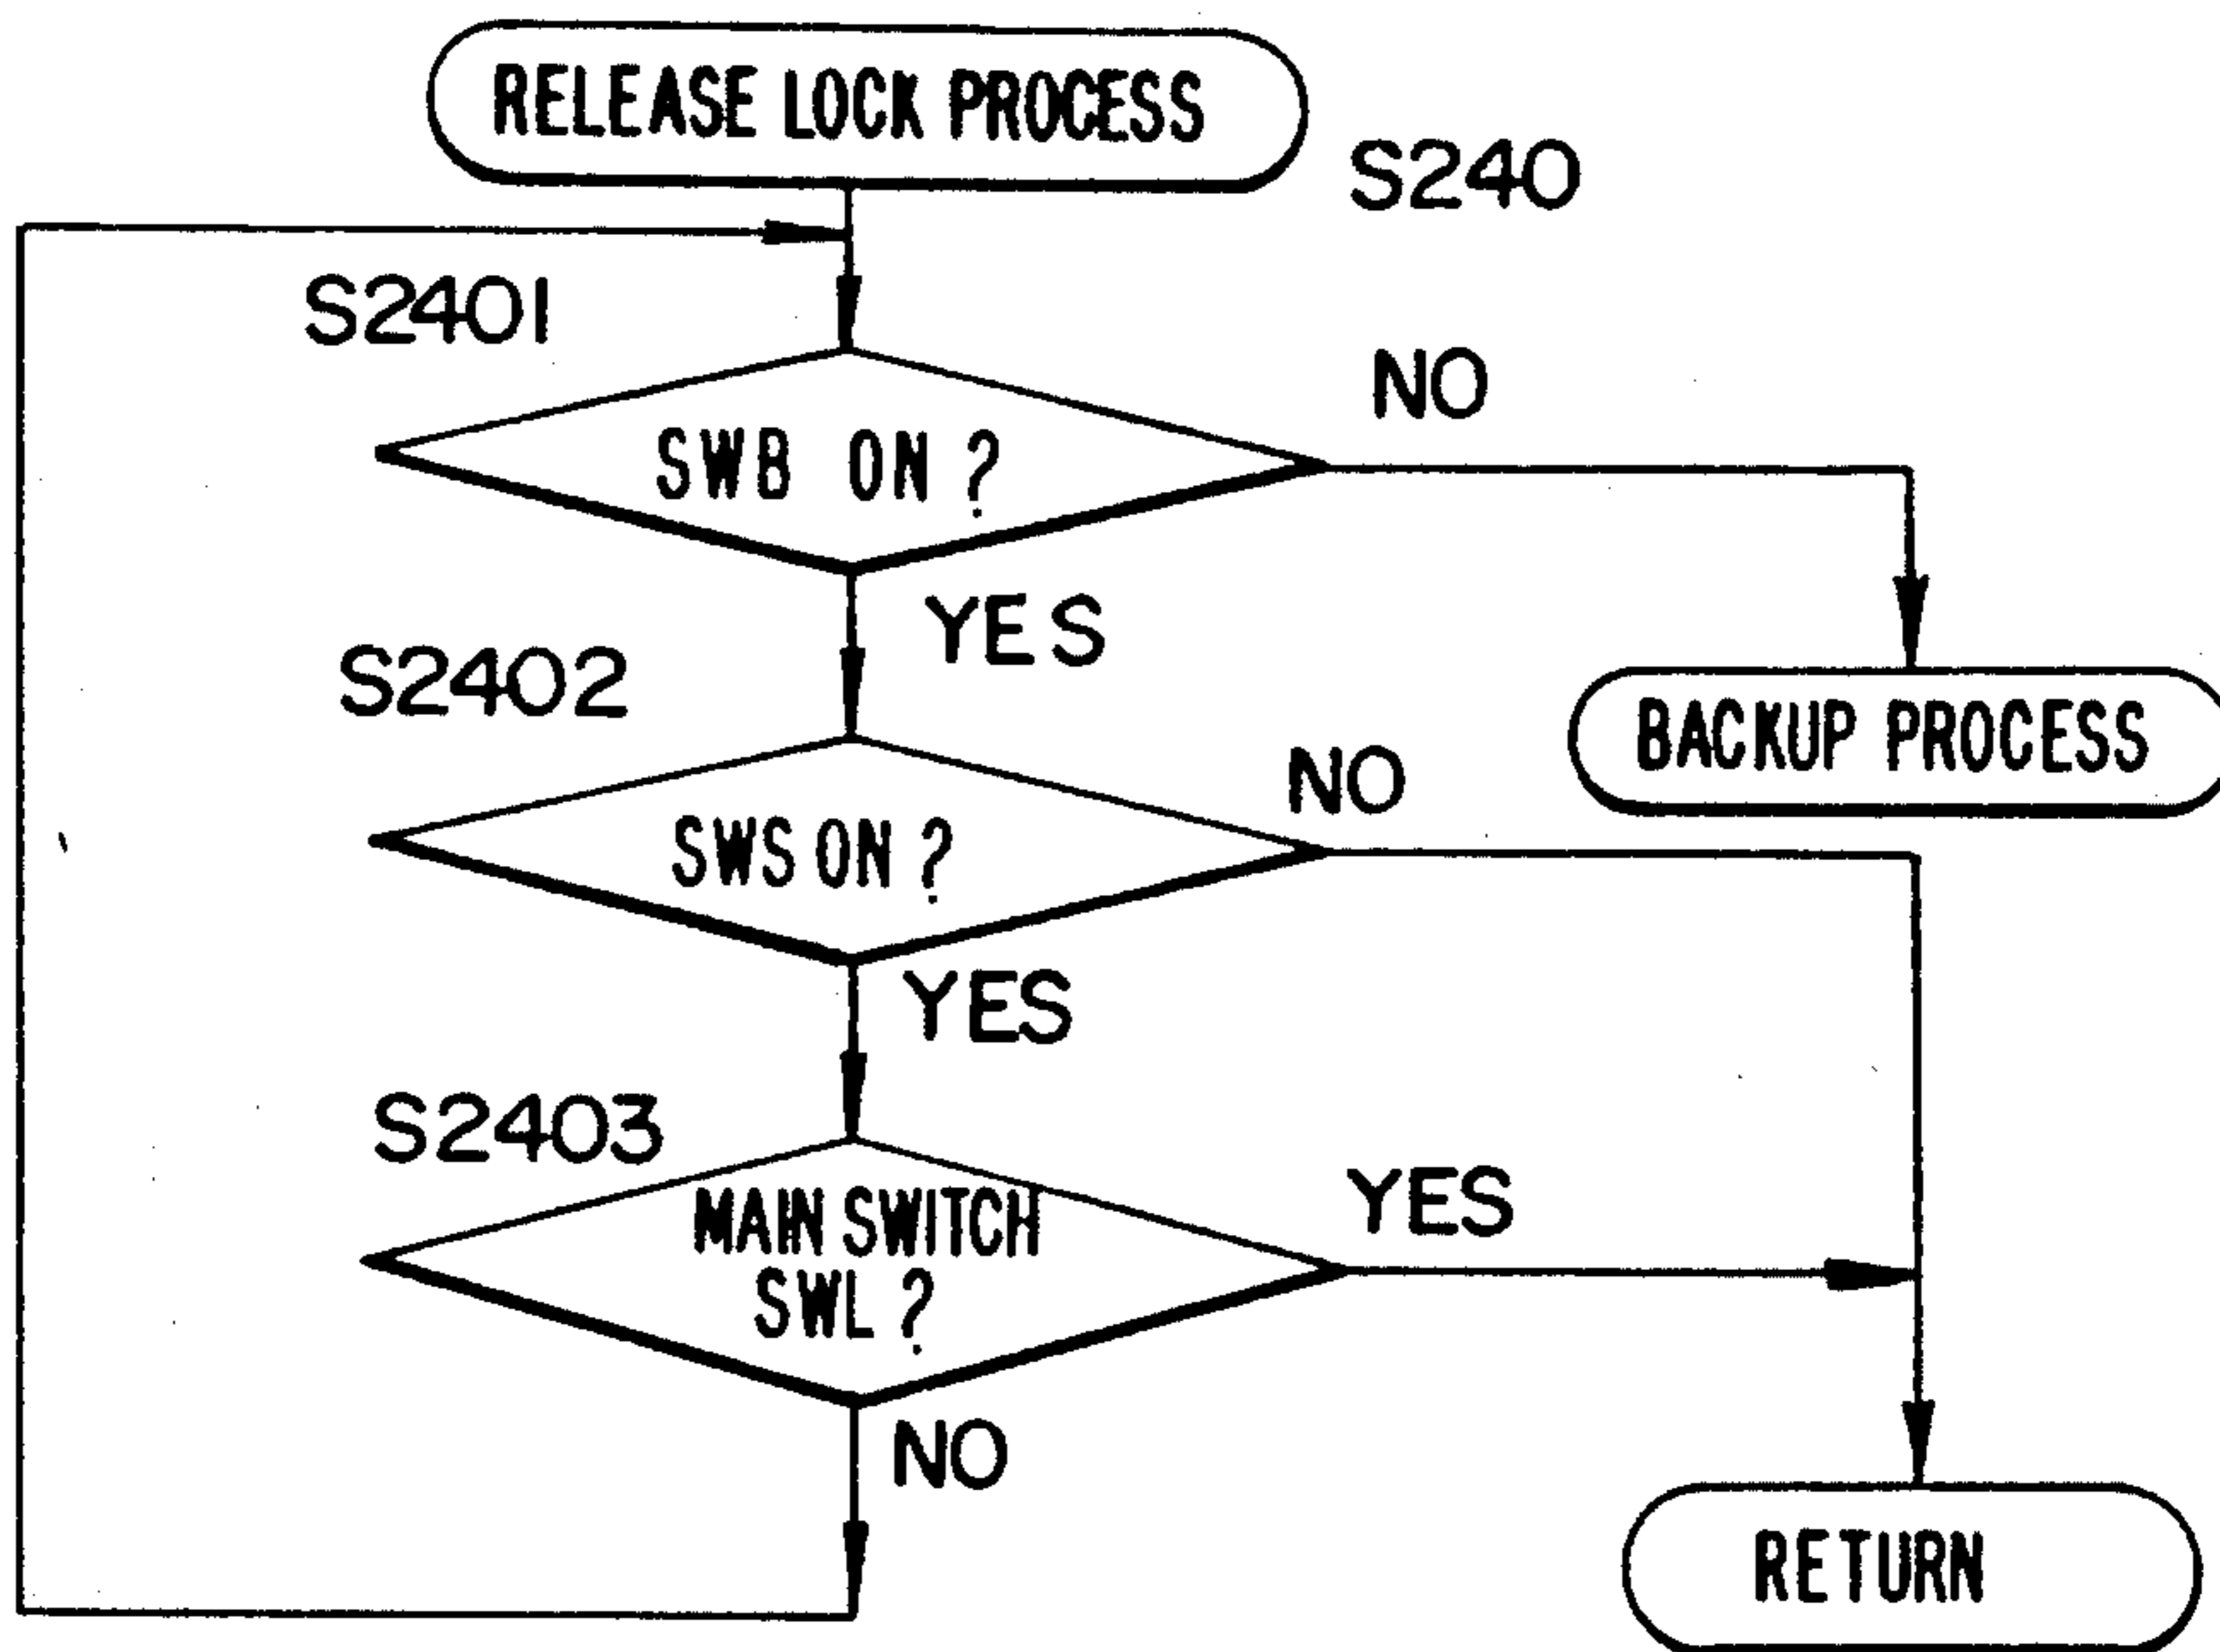 RELEASE LOCK PROCESS
S240
S2401
NO
SWB ON ?
YES
S2402
BACKUP PROCESS
NO
SWS ON ?
YES
S2403
YES
MAIN SWITCH
SWL ?
NO
RETURN